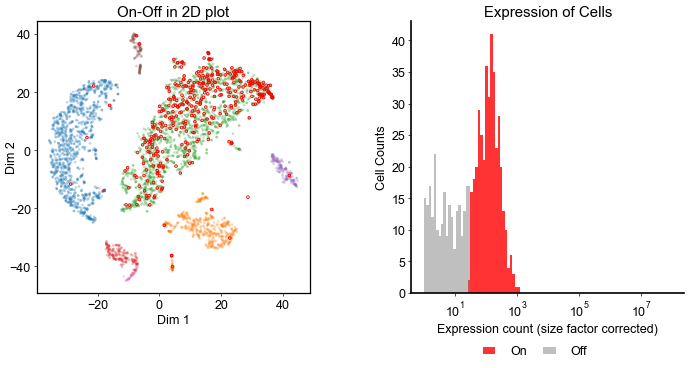 On-Off in 2D plot
Expression of Cells
40
20
0
−20
−40
Dim 2
−20
0
20
40
Dim 1
40
35
30
25
20
15
10
5
0
Cell Counts
10^1
10^3
10^5
10^7
Expression count (size factor corrected)
On
Off